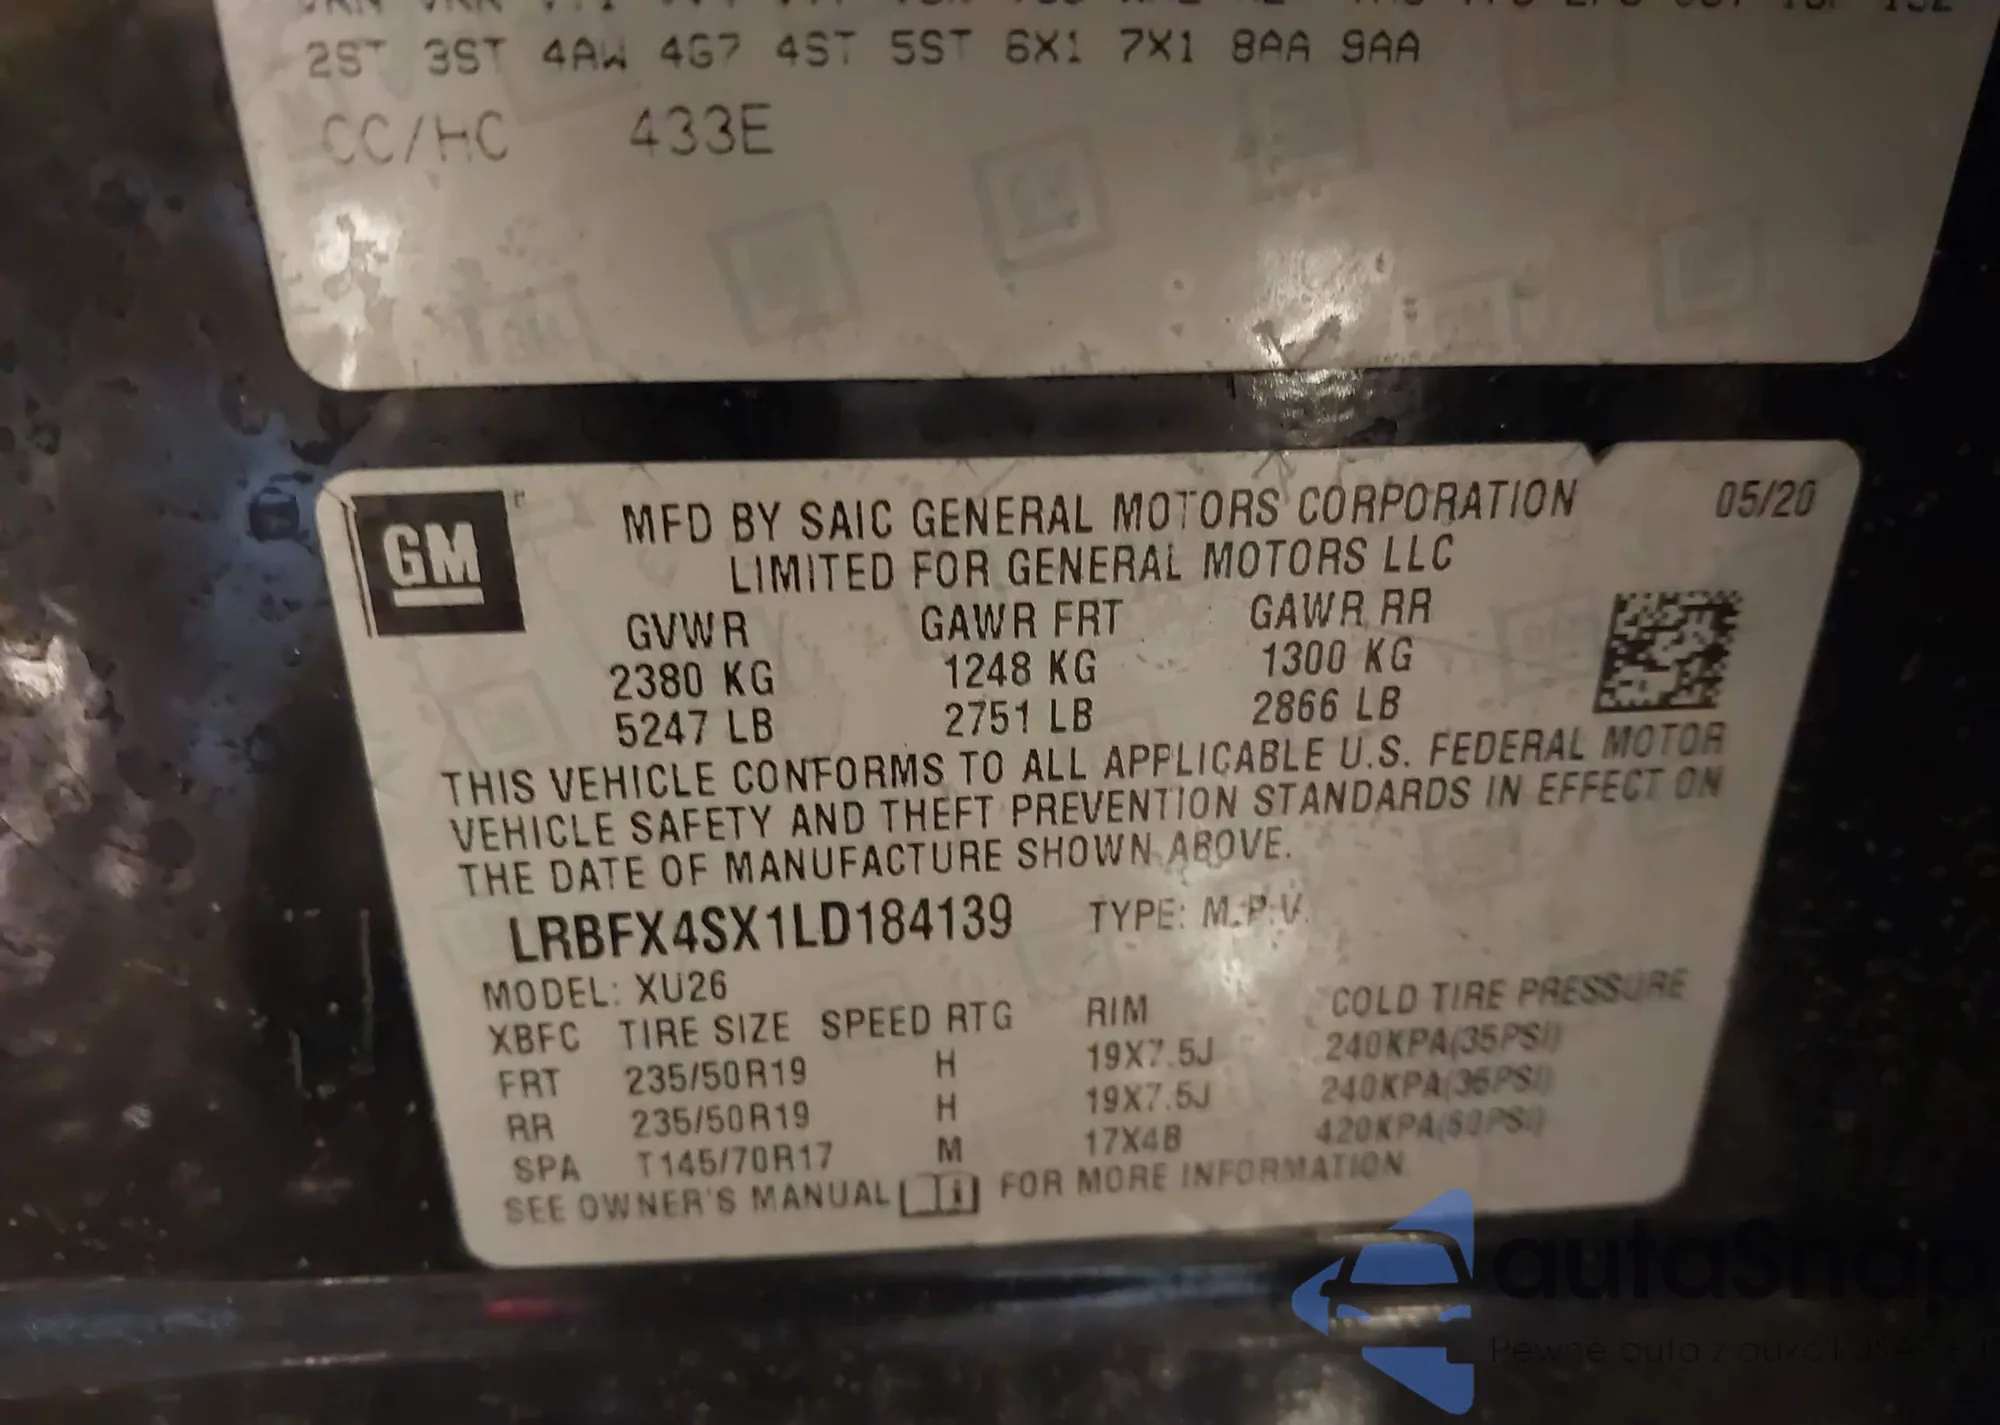 2ST 3ST 4AW 4G7 4ST 5ST 6X1 7X1 8AA 9AA
CC/HC 433E
GM
MFD BY SAIC GENERAL MOTORS CORPORATION 05/20
LIMITED FOR GENERAL MOTORS LLC
GVWR GAWR FRT GAWR RR
2380 KG 1248 KG 1300 KG
5247 LB 2751 LB 2866 LB
THIS VEHICLE CONFORMS TO ALL APPLICABLE U.S. FEDERAL MOTOR
VEHICLE SAFETY AND THEFT PREVENTION STANDARDS IN EFFECT ON
THE DATE OF MANUFACTURE SHOWN ABOVE.
LRBFX4SX1LD184139 TYPE: M.P.V.
MODEL: XU26
XBFC TIRE SIZE SPEED RTG RIM COLD TIRE PRESSURE
FRT 235/50R19 H 19X7.5J 240KPA(35PSI)
RR 235/50R19 H 19X7.5J 240KPA(35PSI)
SPA T145/70R17 M 17X4B 420KPA(60PSI)
SEE OWNER'S MANUAL FOR MORE INFORMATION
autaSnap
Pewne auta z aukcji USA